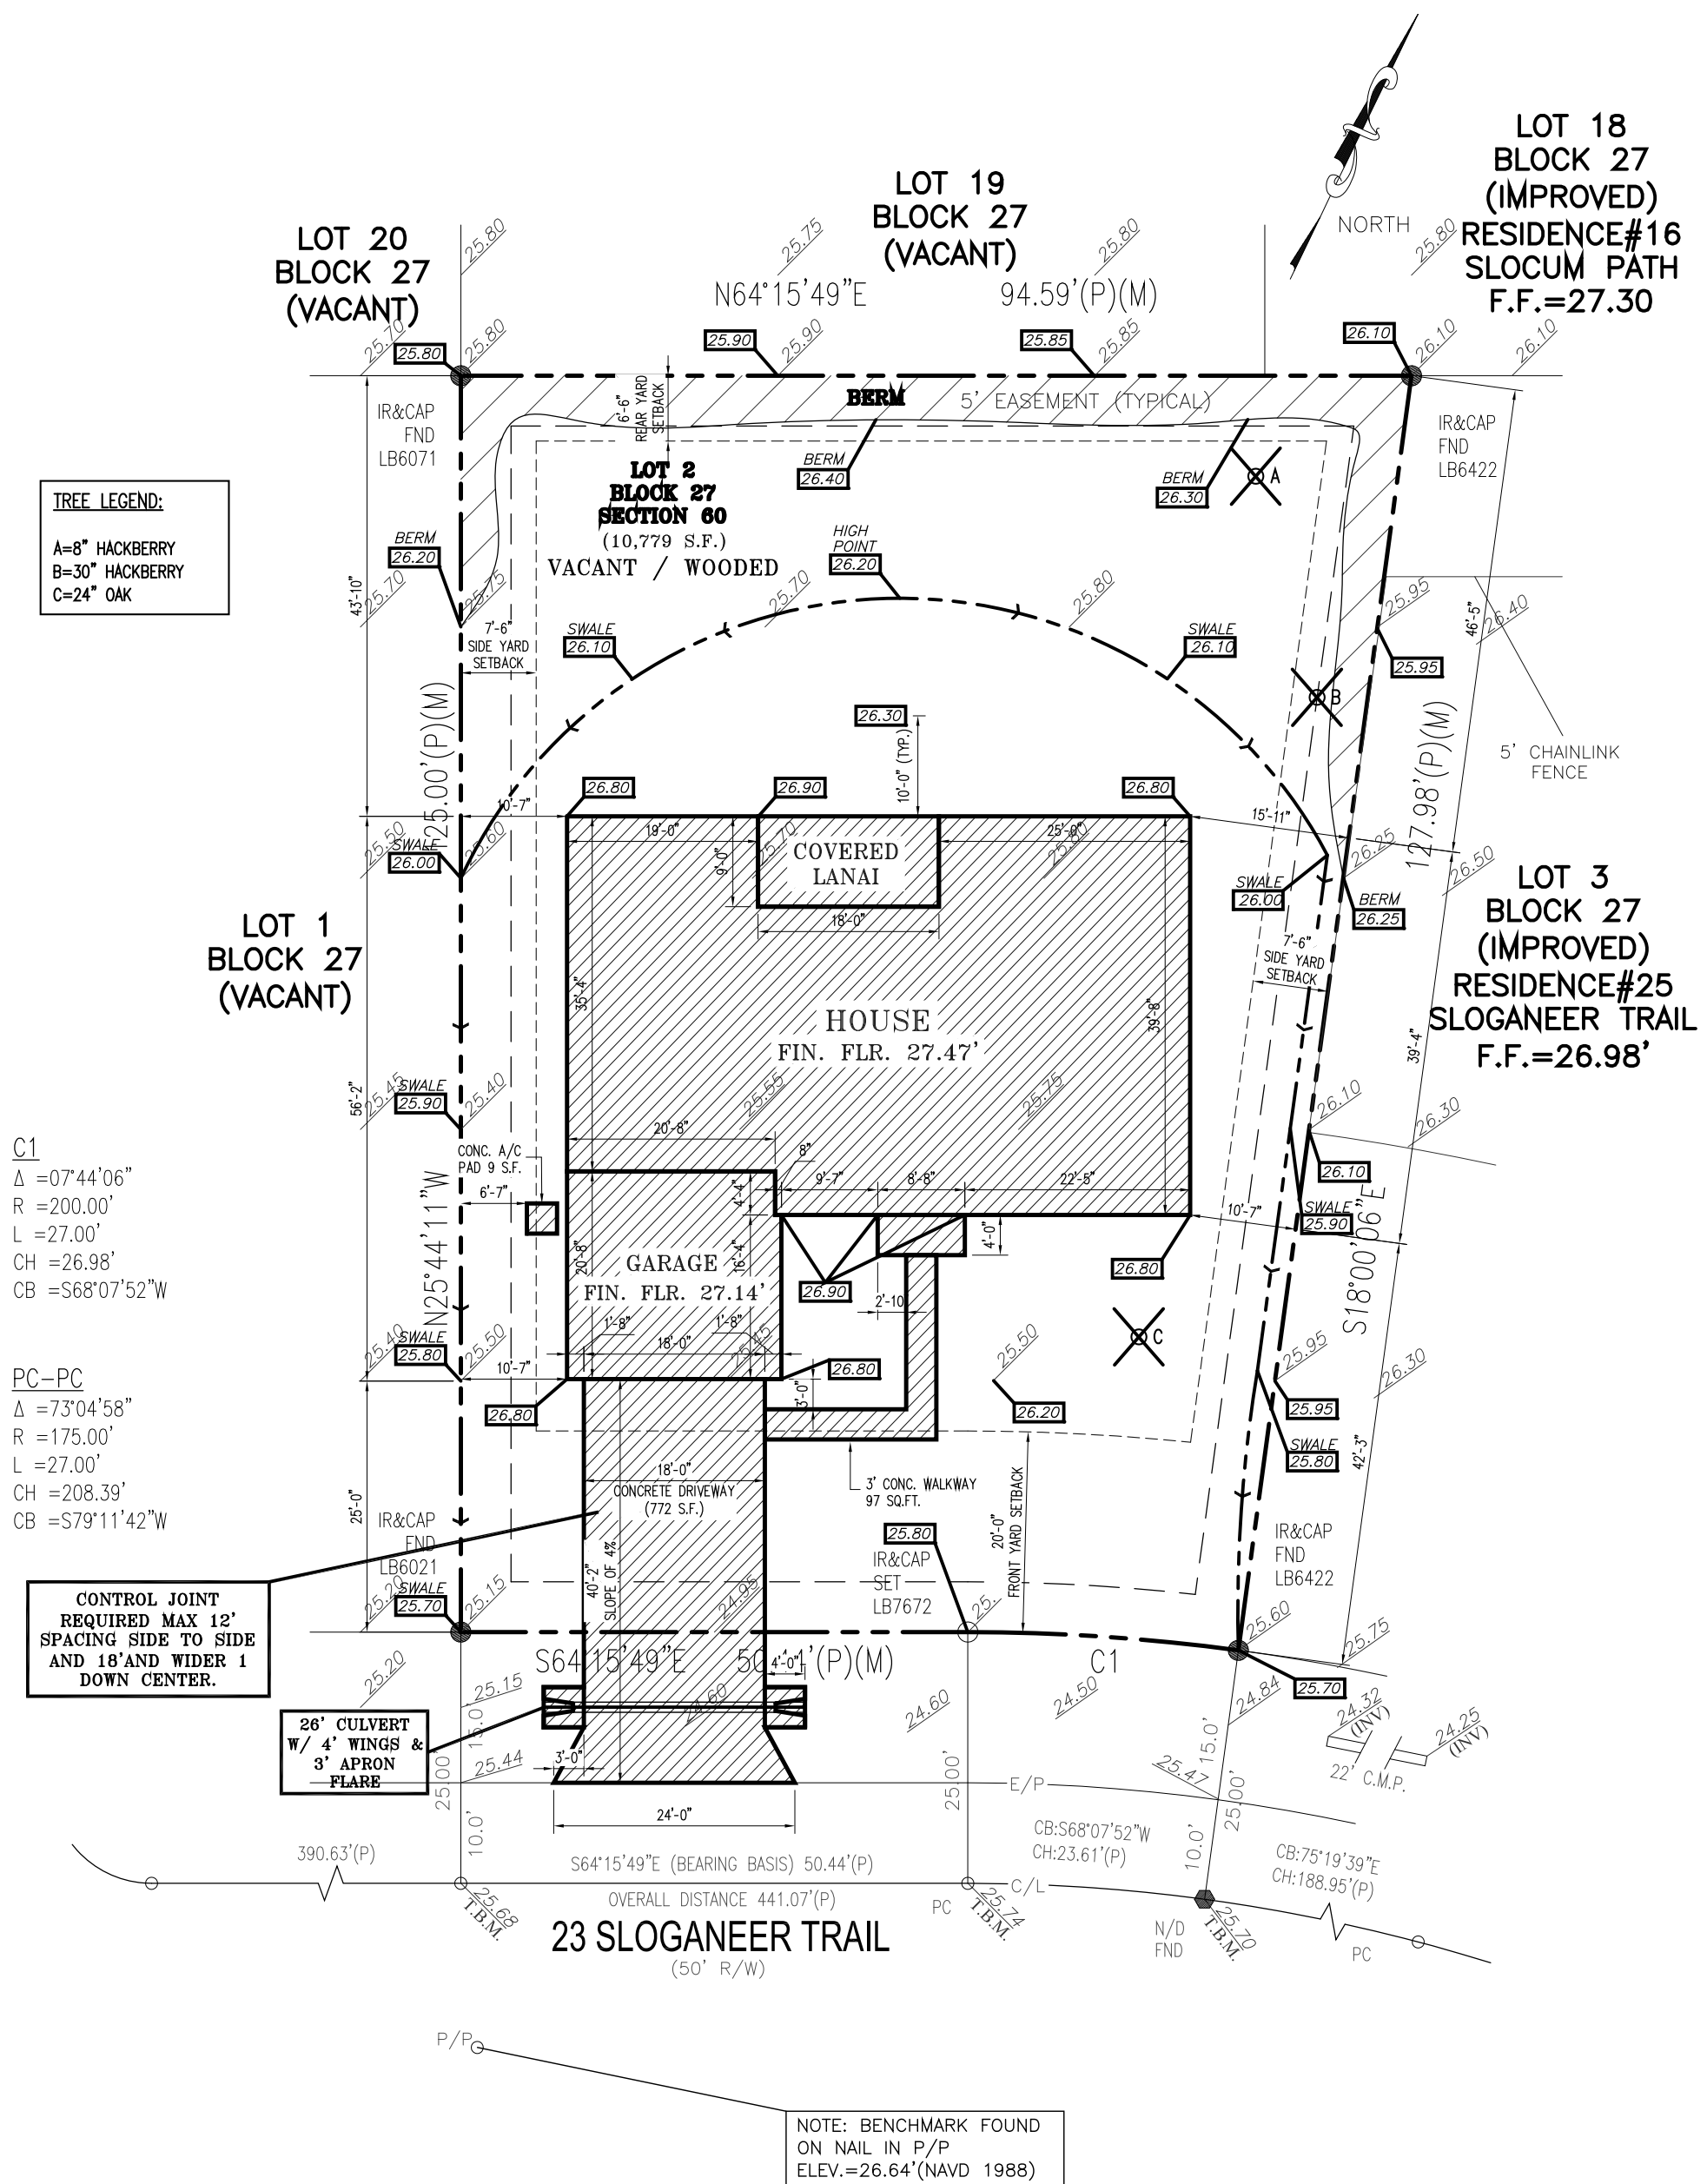 NORTH
LOT 18
BLOCK 27
(IMPROVED)
RESIDENCE#16
SLOCUM PATH
F.F.=27.30
LOT 19
BLOCK 27
(VACANT)
LOT 20
BLOCK 27
(VACANT)
25.80
25.75
25.80
25.80
N64°15'49"E
94.59'(P)(M)
25.70
25.80
25.80
25.90
25.90
25.85
25.85
26.10
26.10
26.10
IR&CAP
FND
LB6071
6'-6"
REAR YARD
SETBACK
BERM
5' EASEMENT (TYPICAL)
IR&CAP
FND
LB6422
TREE LEGEND:
A=8" HACKBERRY
B=30" HACKBERRY
C=24" OAK
LOT 2
BLOCK 27
SECTION 60
(10,779 S.F.)
VACANT / WOODED
BERM
26.40
BERM
26.30
A
BERM
26.20
HIGH
POINT
26.20
43'-10"
25.70
25.75
25.70
25.80
25.95
26.40
46'-5"
7'-6"
SIDE YARD
SETBACK
SWALE
26.10
SWALE
26.10
25.95
B
125.00'(P)(M)
26.30
10'-0" (TYP.)
127.98'(P)(M)
5' CHAINLINK
FENCE
26.80
26.90
26.80
10'-7"
15'-11"
19'-0"
25'-0"
25.50
25.60
25.70
25.80
26.25
26.50
SWALE
26.00
9'-0"
COVERED
LANAI
18'-0"
SWALE
26.00
BERM
26.25
LOT 1
BLOCK 27
(VACANT)
7'-6"
SIDE YARD
SETBACK
LOT 3
BLOCK 27
(IMPROVED)
RESIDENCE#25
SLOGANEER TRAIL
F.F.=26.98'
35'-4"
HOUSE
FIN. FLR. 27.47'
39'-8"
39'-4"
56'-2"
25.45
SWALE
25.90
25.40
25.55
25.75
26.10
26.30
20'-8"
CONC. A/C
PAD 9 S.F.
6'-7"
8"
4'-4"
9'-7"
8'-8"
22'-5"
26.10
C1
Δ =07°44'06"
R =200.00'
L =27.00'
CH =26.98'
CB =S68°07'52"W
N25°44'11"W
20'-8"
GARAGE
FIN. FLR. 27.14'
16'-4"
4'-0"
10'-7"
SWALE
25.90
26.80
26.90
2'-10
S18°00'06"E
C
1'-8"
18'-0"
1'-8"
25.40
SWALE
25.80
25.50
10'-7"
25.45
26.80
25.50
25.95
26.30
PC-PC
Δ =73°04'58"
R =175.00'
L =27.00'
CH =208.39'
CB =S79°11'42"W
26.80
3'-0"
26.20
25.95
SWALE
25.80
42'-3"
18'-0"
CONCRETE DRIVEWAY
(772 S.F.)
3' CONC. WALKWAY
97 SQ.FT.
20'-0"
FRONT YARD SETBACK
25'-0"
IR&CAP
FND
LB6021
25.80
IR&CAP
SET
LB7672
IR&CAP
FND
LB6422
40'-2"
SLOPE OF 4%
CONTROL JOINT
REQUIRED MAX 12'
SPACING SIDE TO SIDE
AND 18'AND WIDER 1
DOWN CENTER.
25.20
SWALE
25.70
25.15
24.95
25.
25.60
25.75
S64°15'49"E
(P)(M)
4'-0"
C1
25.70
25.20
25.15
24.60
24.60
24.50
24.84
24.32
(INV)
24.25
(INV)
22' C.M.P.
26' CULVERT
W/ 4' WINGS &
3' APRON
FLARE
15.0'
25.00'
25.44
3'-0"
24'-0"
25.00'
E/P
25.47
15.0'
25.00'
10.0'
10.0'
390.63'(P)
S64°15'49"E (BEARING BASIS) 50.44'(P)
OVERALL DISTANCE 441.07'(P)
CB:S68°07'52"W
CH:23.61'(P)
CB:75°19'39"E
CH:188.95'(P)
C/L
25.68
T.B.M.
PC
25.74
T.B.M.
N/D
FND
25.70
T.B.M.
PC
23 SLOGANEER TRAIL
(50' R/W)
P/P
NOTE: BENCHMARK FOUND
ON NAIL IN P/P
ELEV.=26.64'(NAVD 1988)